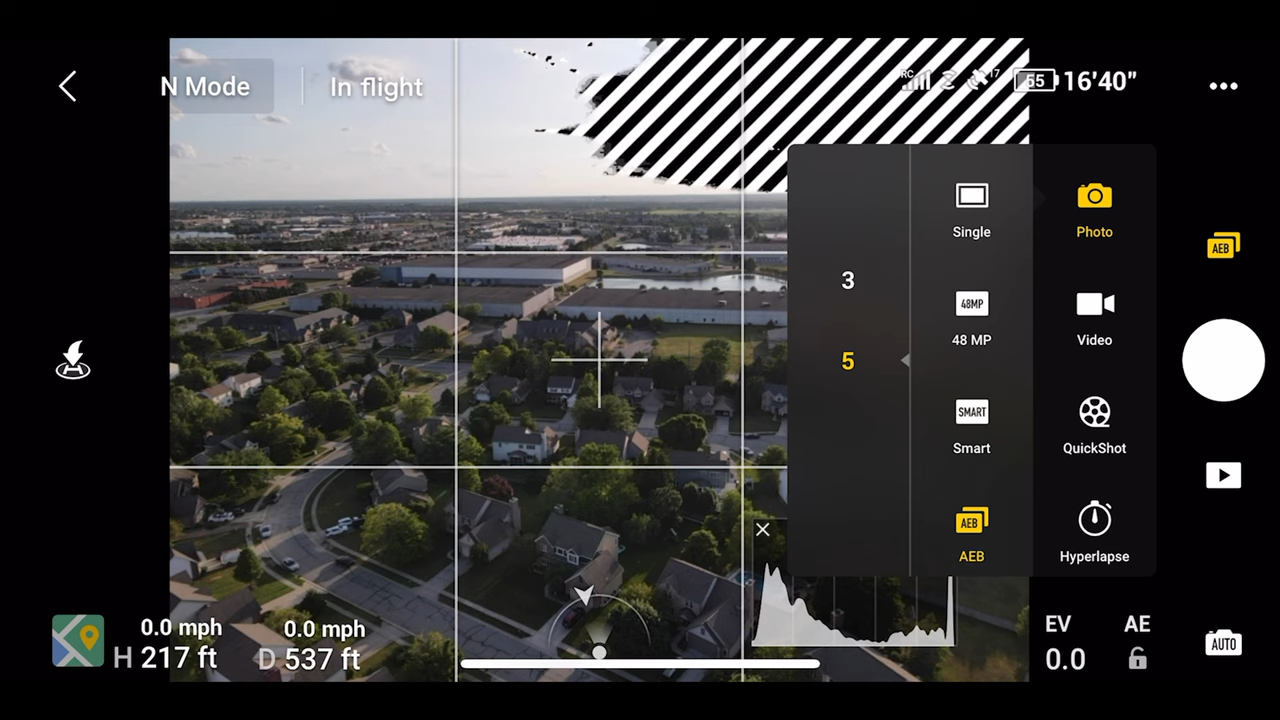 N Mode
In flight
RC
17
55
16'40"
Single
Photo
3
48MP
48 MP
Video
5
SMART
Smart
QuickShot
AEB
AEB
AEB
Hyperlapse
0.0 mph
0.0 mph
H 217 ft
D 537 ft
EV
AE
0.0
AUTO